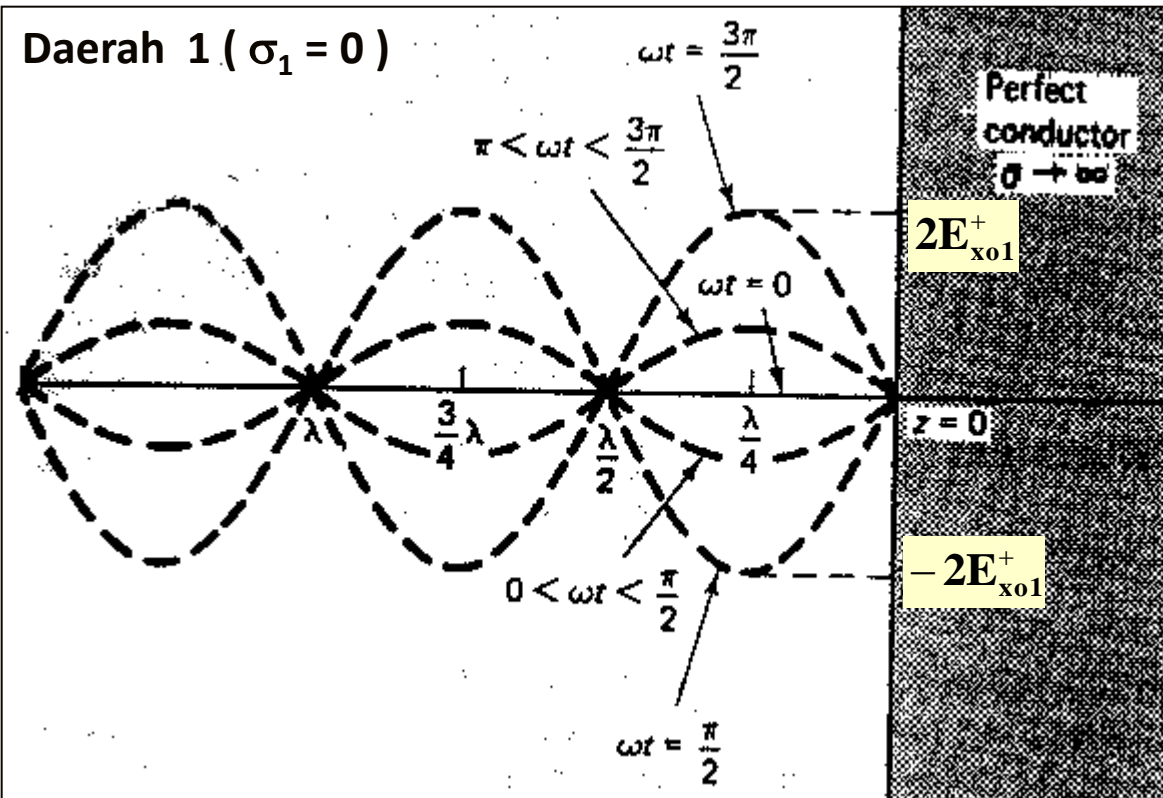 Daerah 1 ( σ₁ = 0 )
ωt = 3π/2
Perfect
conductor
σ → ∞
π < ωt < 3π/2
2E⁺ₓₒ₁
ωt = 0
λ
3/4 λ
λ/2
λ/4
z = 0
0 < ωt < π/2
− 2E⁺ₓₒ₁
ωt = π/2